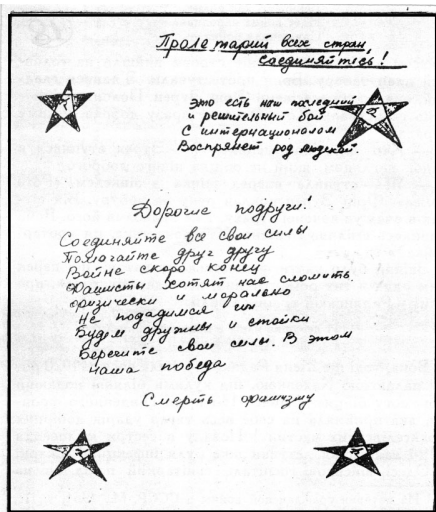 Пролетарий всех стран,
соединяйтесь!
Это есть наш последний
и решительный бой
С интернационалом
Воспрянет род людской.
Дорогие подруги!
Соединяйте все свои силы
Помогайте друг другу
Войне скоро конец
Фашисты хотят нас сломить
физически и морально
Не подадимся им
Будем дружны и стойки
Берегите свои силы. В этом
наша победа
Смерть фашизму